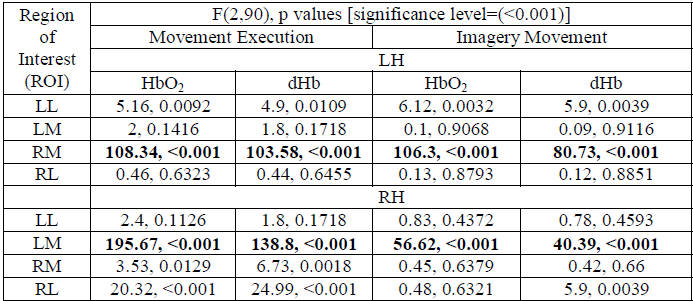 Region of Interest (ROI) F(2,90), p values [significance level=(<0.001)]
Movement Execution Imagery Movement
LH
HbO2 dHb HbO2 dHb
LL 5.16, 0.0092 4.9, 0.0109 6.12, 0.0032 5.9, 0.0039
LM 2, 0.1416 1.8, 0.1718 0.1, 0.9068 0.09, 0.9116
RM 108.34, <0.001 103.58, <0.001 106.3, <0.001 80.73, <0.001
RL 0.46, 0.6323 0.44, 0.6455 0.13, 0.8793 0.12, 0.8851
RH
LL 2.4, 0.1126 1.8, 0.1718 0.83, 0.4372 0.78, 0.4593
LM 195.67, <0.001 138.8, <0.001 56.62, <0.001 40.39, <0.001
RM 3.53, 0.0129 6.73, 0.0018 0.45, 0.6379 0.42, 0.66
RL 20.32, <0.001 24.99, <0.001 0.48, 0.6321 5.9, 0.0039